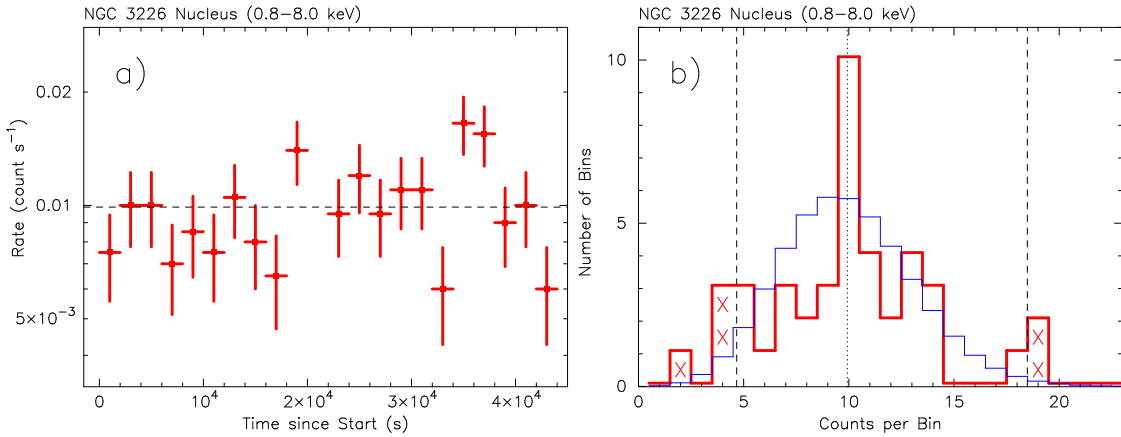 NGC 3226 Nucleus (0.8−8.0 keV)
a)
0.02
0.01
5×10⁻³
Rate (count s⁻¹)
0
10⁴
2×10⁴
3×10⁴
4×10⁴
Time since Start (s)
NGC 3226 Nucleus (0.8−8.0 keV)
b)
10
5
0
Number of Bins
0
5
10
15
20
Counts per Bin